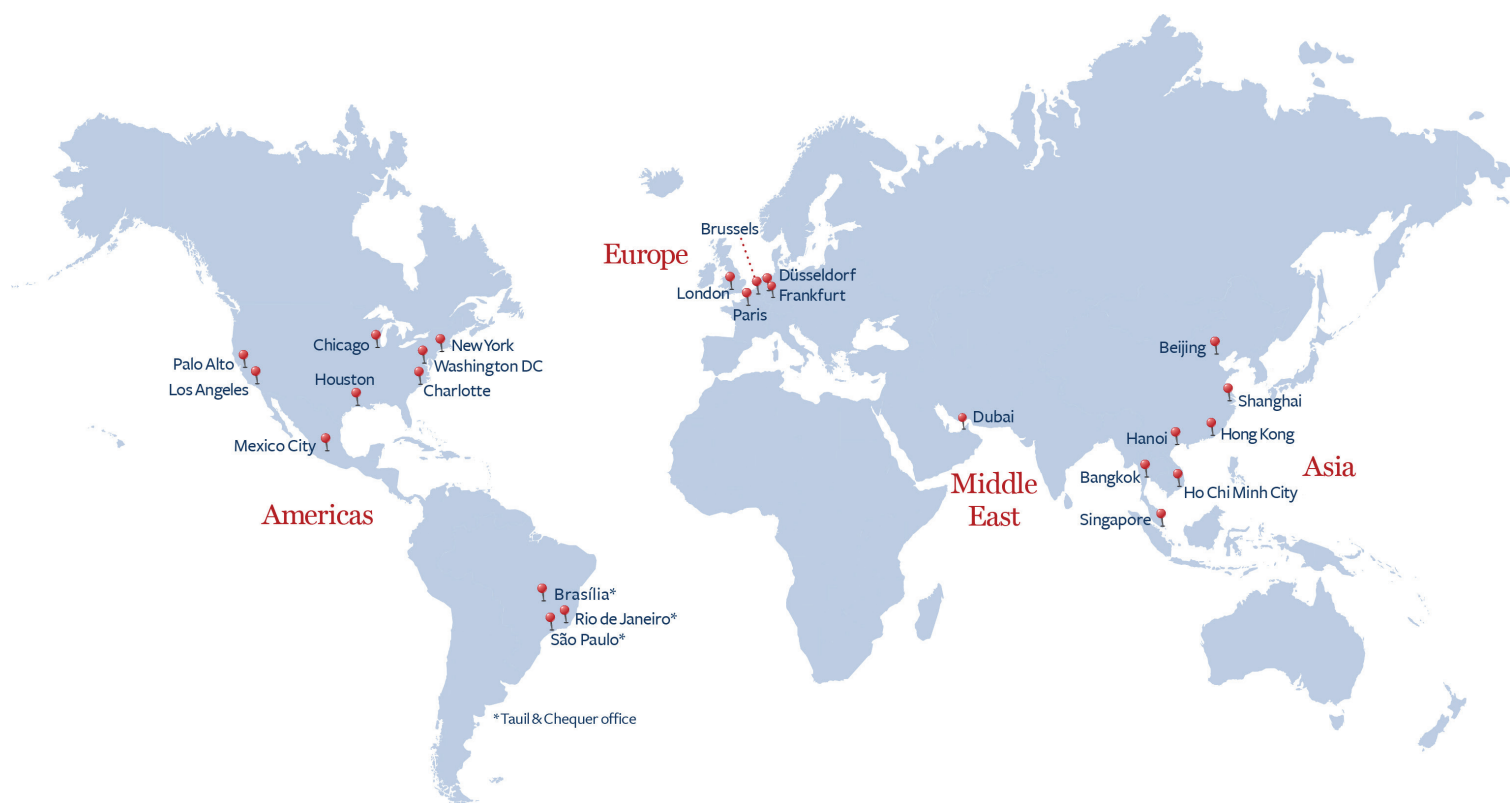 Americas
Palo Alto
Los Angeles
Chicago
Houston
New York
Washington DC
Charlotte
Mexico City
Brasília*
Rio de Janeiro*
São Paulo*
*Tauil & Chequer office
Europe
Brussels
London
Paris
Düsseldorf
Frankfurt
Middle
East
Dubai
Asia
Beijing
Shanghai
Hong Kong
Hanoi
Bangkok
Ho Chi Minh City
Singapore